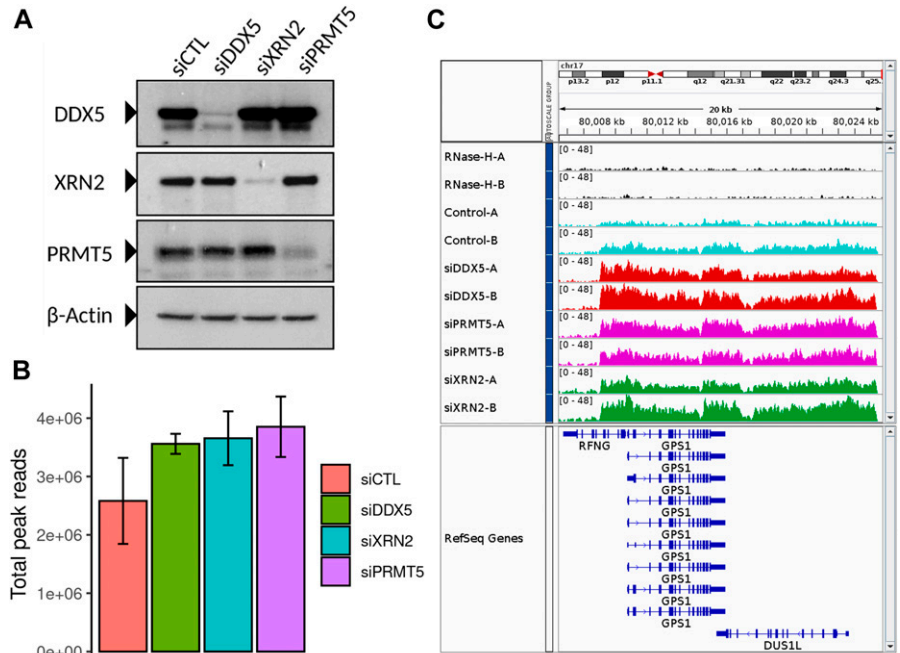 A
siCTL siDDX5 siXRN2 siPRMT5
DDX5
XRN2
PRMT5
β-Actin
B
Total peak reads
4e+06
3e+06
2e+06
1e+06
0e+00
siCTL
siDDX5
siXRN2
siPRMT5
C
chr17
p13.2 p12 p11.1 q12 q21.31 q22 q23.2 q24.3 q25.
20 kb
80,008 kb 80,012 kb 80,016 kb 80,020 kb 80,024 kb
RNase-H-A [0 - 48]
RNase-H-B [0 - 48]
Control-A [0 - 48]
Control-B [0 - 48]
siDDX5-A [0 - 48]
siDDX5-B [0 - 48]
siPRMT5-A [0 - 48]
siPRMT5-B [0 - 48]
siXRN2-A [0 - 48]
siXRN2-B [0 - 48]
RefSeq Genes
RFNG GPS1
GPS1
GPS1
GPS1
GPS1
GPS1
GPS1
GPS1
GPS1
DUS1L